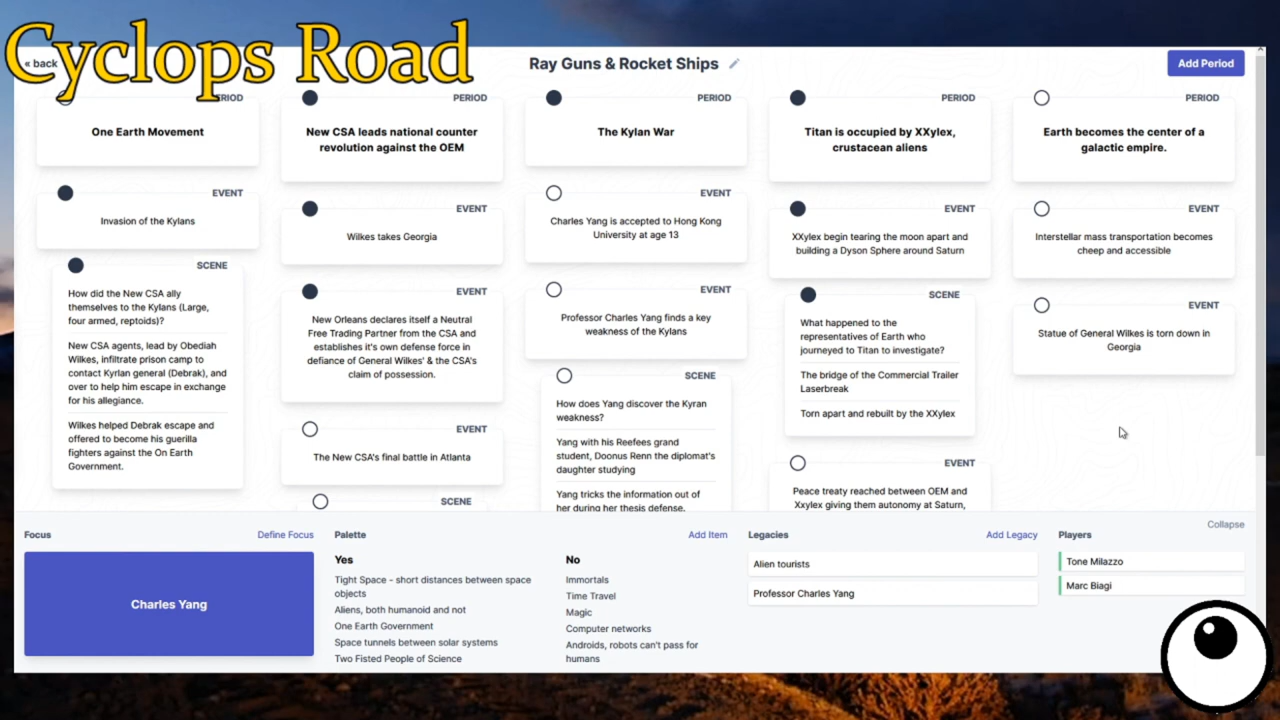 Cyclops Road
« back
Ray Guns & Rocket Ships
Add Period
PERIOD
One Earth Movement
EVENT
Invasion of the Kylans
SCENE
How did the New CSA ally
themselves to the Kylans (Large,
four armed, reptoids)?
New CSA agents, lead by Obediah
Wilkes, infiltrate prison camp to
contact Kyrlan general (Debrak), and
over to help him escape in exchange
for his allegiance.
Wilkes helped Debrak escape and
offered to become his guerilla
fighters against the On Earth
Government.
PERIOD
New CSA leads national counter
revolution against the OEM
EVENT
Wilkes takes Georgia
EVENT
New Orleans declares itself a Neutral
Free Trading Partner from the CSA and
establishes it's own defense force in
defiance of General Wilkes' & the CSA's
claim of possession.
EVENT
The New CSA's final battle in Atlanta
SCENE
PERIOD
The Kylan War
EVENT
Charles Yang is accepted to Hong Kong
University at age 13
EVENT
Professor Charles Yang finds a key
weakness of the Kylans
SCENE
How does Yang discover the Kyran
weakness?
Yang with his Reefees grand
student, Doonus Renn the diplomat's
daughter studying
Yang tricks the information out of
her during her thesis defense.
PERIOD
Titan is occupied by XXylex,
crustacean aliens
EVENT
XXylex begin tearing the moon apart and
building a Dyson Sphere around Saturn
SCENE
What happened to the
representatives of Earth who
journeyed to Titan to investigate?
The bridge of the Commercial Trailer
Laserbreak
Torn apart and rebuilt by the XXylex
EVENT
Peace treaty reached between OEM and
Xxylex giving them autonomy at Saturn,
PERIOD
Earth becomes the center of a
galactic empire.
EVENT
Interstellar mass transportation becomes
cheep and accessible
EVENT
Statue of General Wilkes is torn down in
Georgia
Collapse
Focus
Define Focus
Charles Yang
Palette
Add Item
Yes
Tight Space - short distances between space
objects
Aliens, both humanoid and not
One Earth Government
Space tunnels between solar systems
Two Fisted People of Science
No
Immortals
Time Travel
Magic
Computer networks
Androids, robots can't pass for
humans
Legacies
Add Legacy
Alien tourists
Professor Charles Yang
Players
Tone Milazzo
Marc Biagi